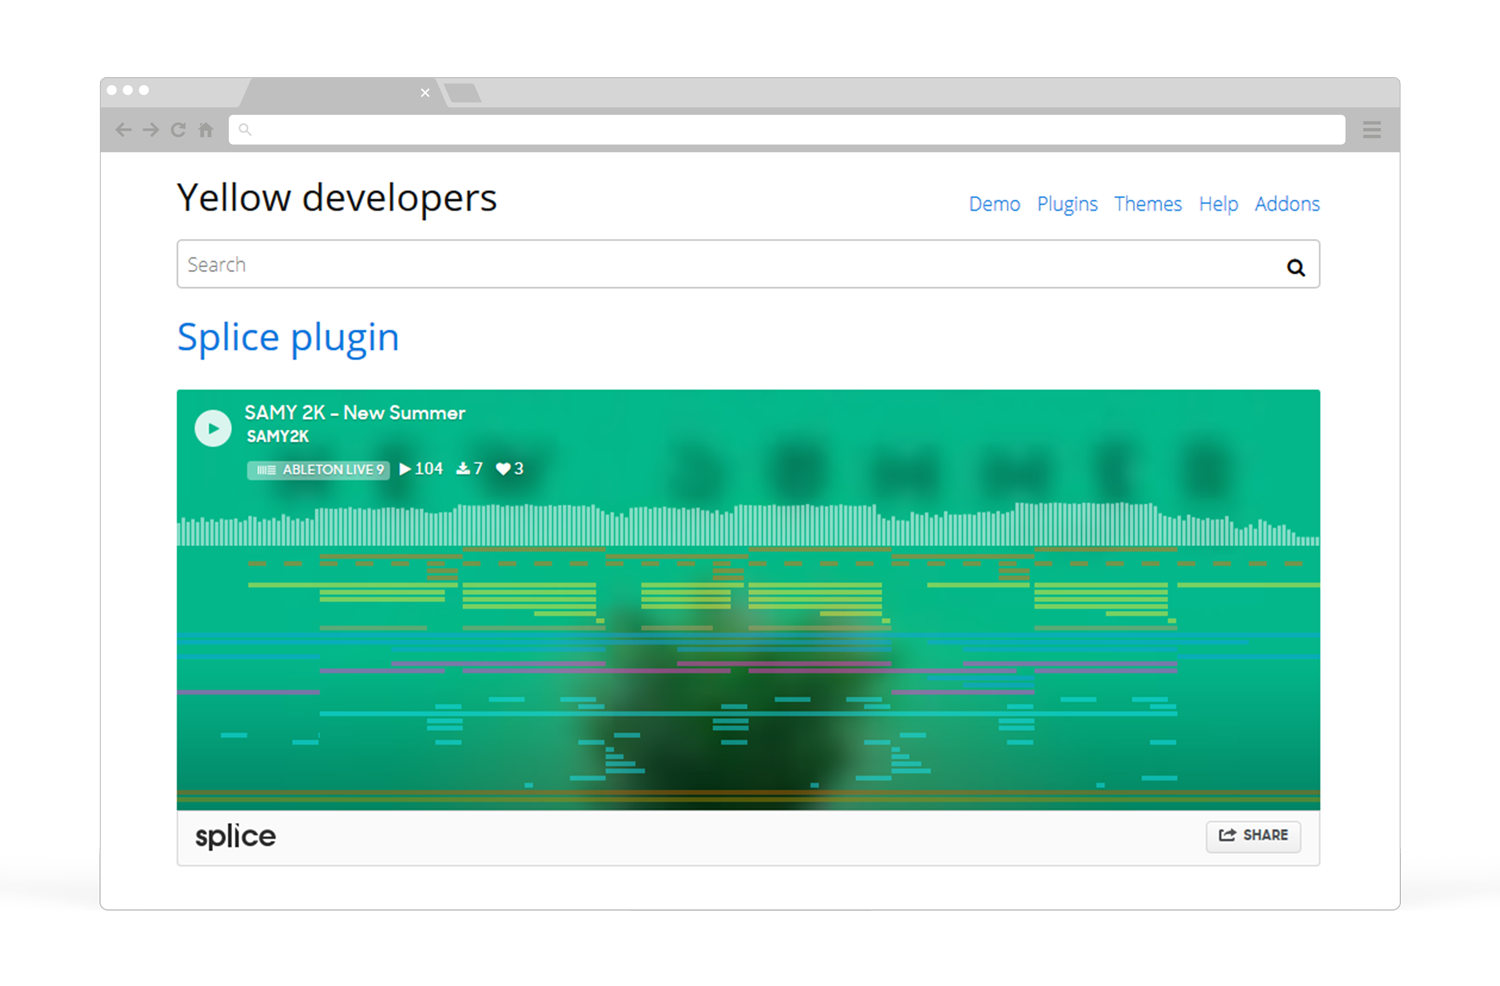 Yellow developers
Demo Plugins Themes Help Addons
Search
Splice plugin
SAMY 2K - New Summer
SAMY2K
ABLETON LIVE 9 104 7 3
splice
SHARE